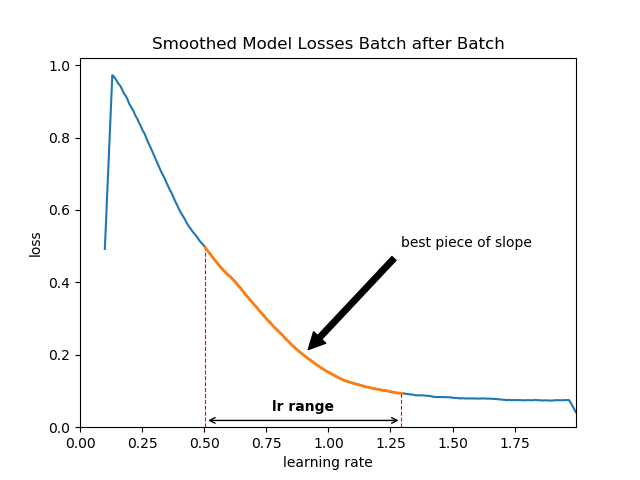 Smoothed Model Losses Batch after Batch
1.0
0.8
0.6
0.4
0.2
0.0
loss
best piece of slope
lr range
0.00 0.25 0.50 0.75 1.00 1.25 1.50 1.75
learning rate